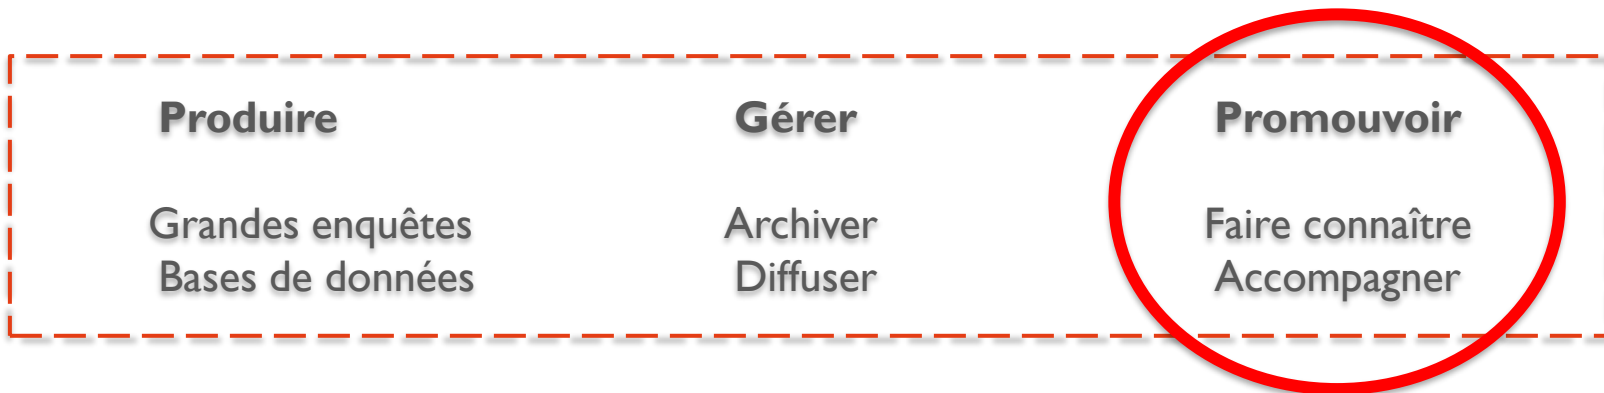 Produire
Grandes enquêtes
Bases de données
Gérer
Archiver
Diffuser
Promouvoir
Faire connaître
Accompagner